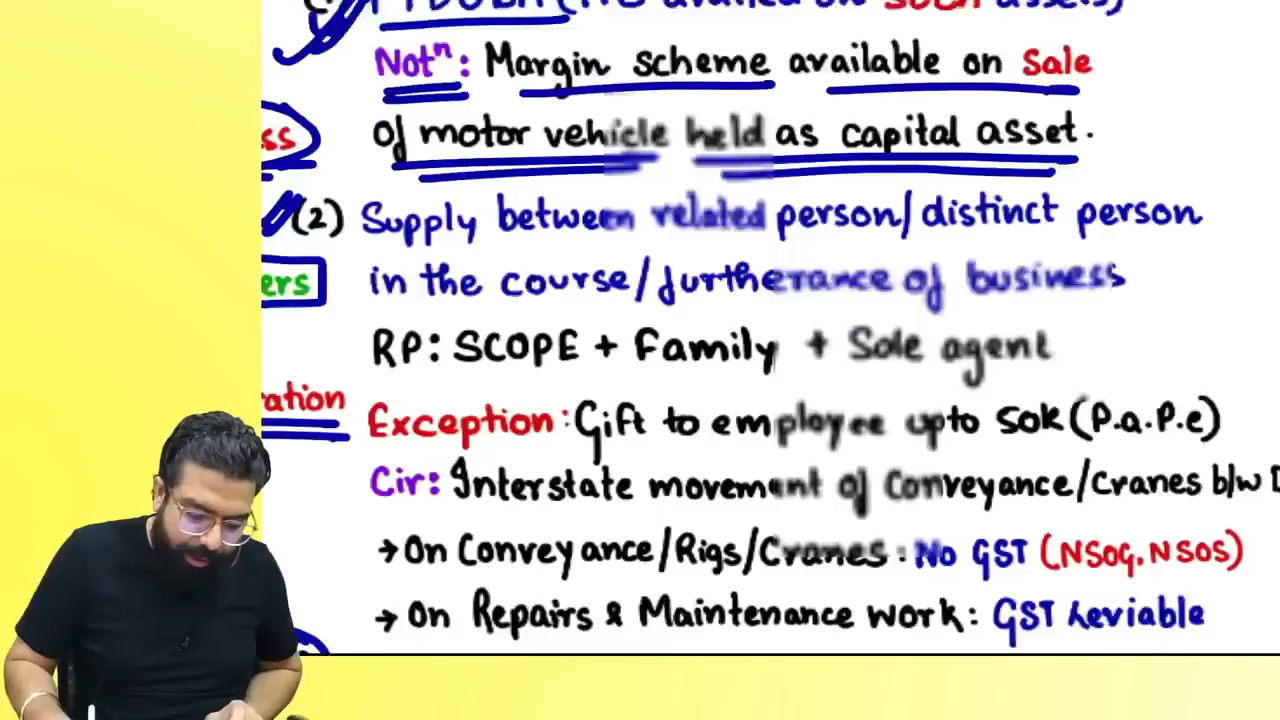 assets)
Notⁿ: Margin scheme available on Sale
ss of motor vehicle held as capital asset.
(2) Supply between related person/distinct person
ers in the course/furtherance of business
RP: SCOPE + Family + Sole agent
ration Exception: Gift to employee upto 50K (P.a.P.e)
Cir: Interstate movement of Conveyance/Cranes b/w
→ On Conveyance/Rigs/Cranes: No GST (NSOG, NSOS)
→ On Repairs & Maintenance work: GST Leviable